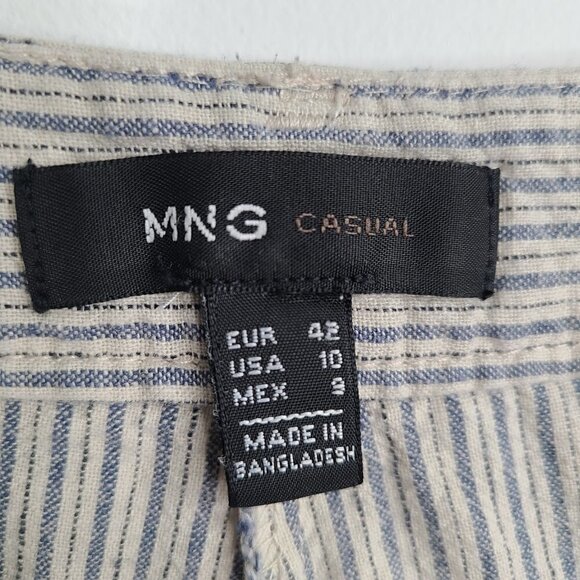 MNG CASUAL
EUR 42
USA 10
MEX 9
MADE IN
BANGLADESH